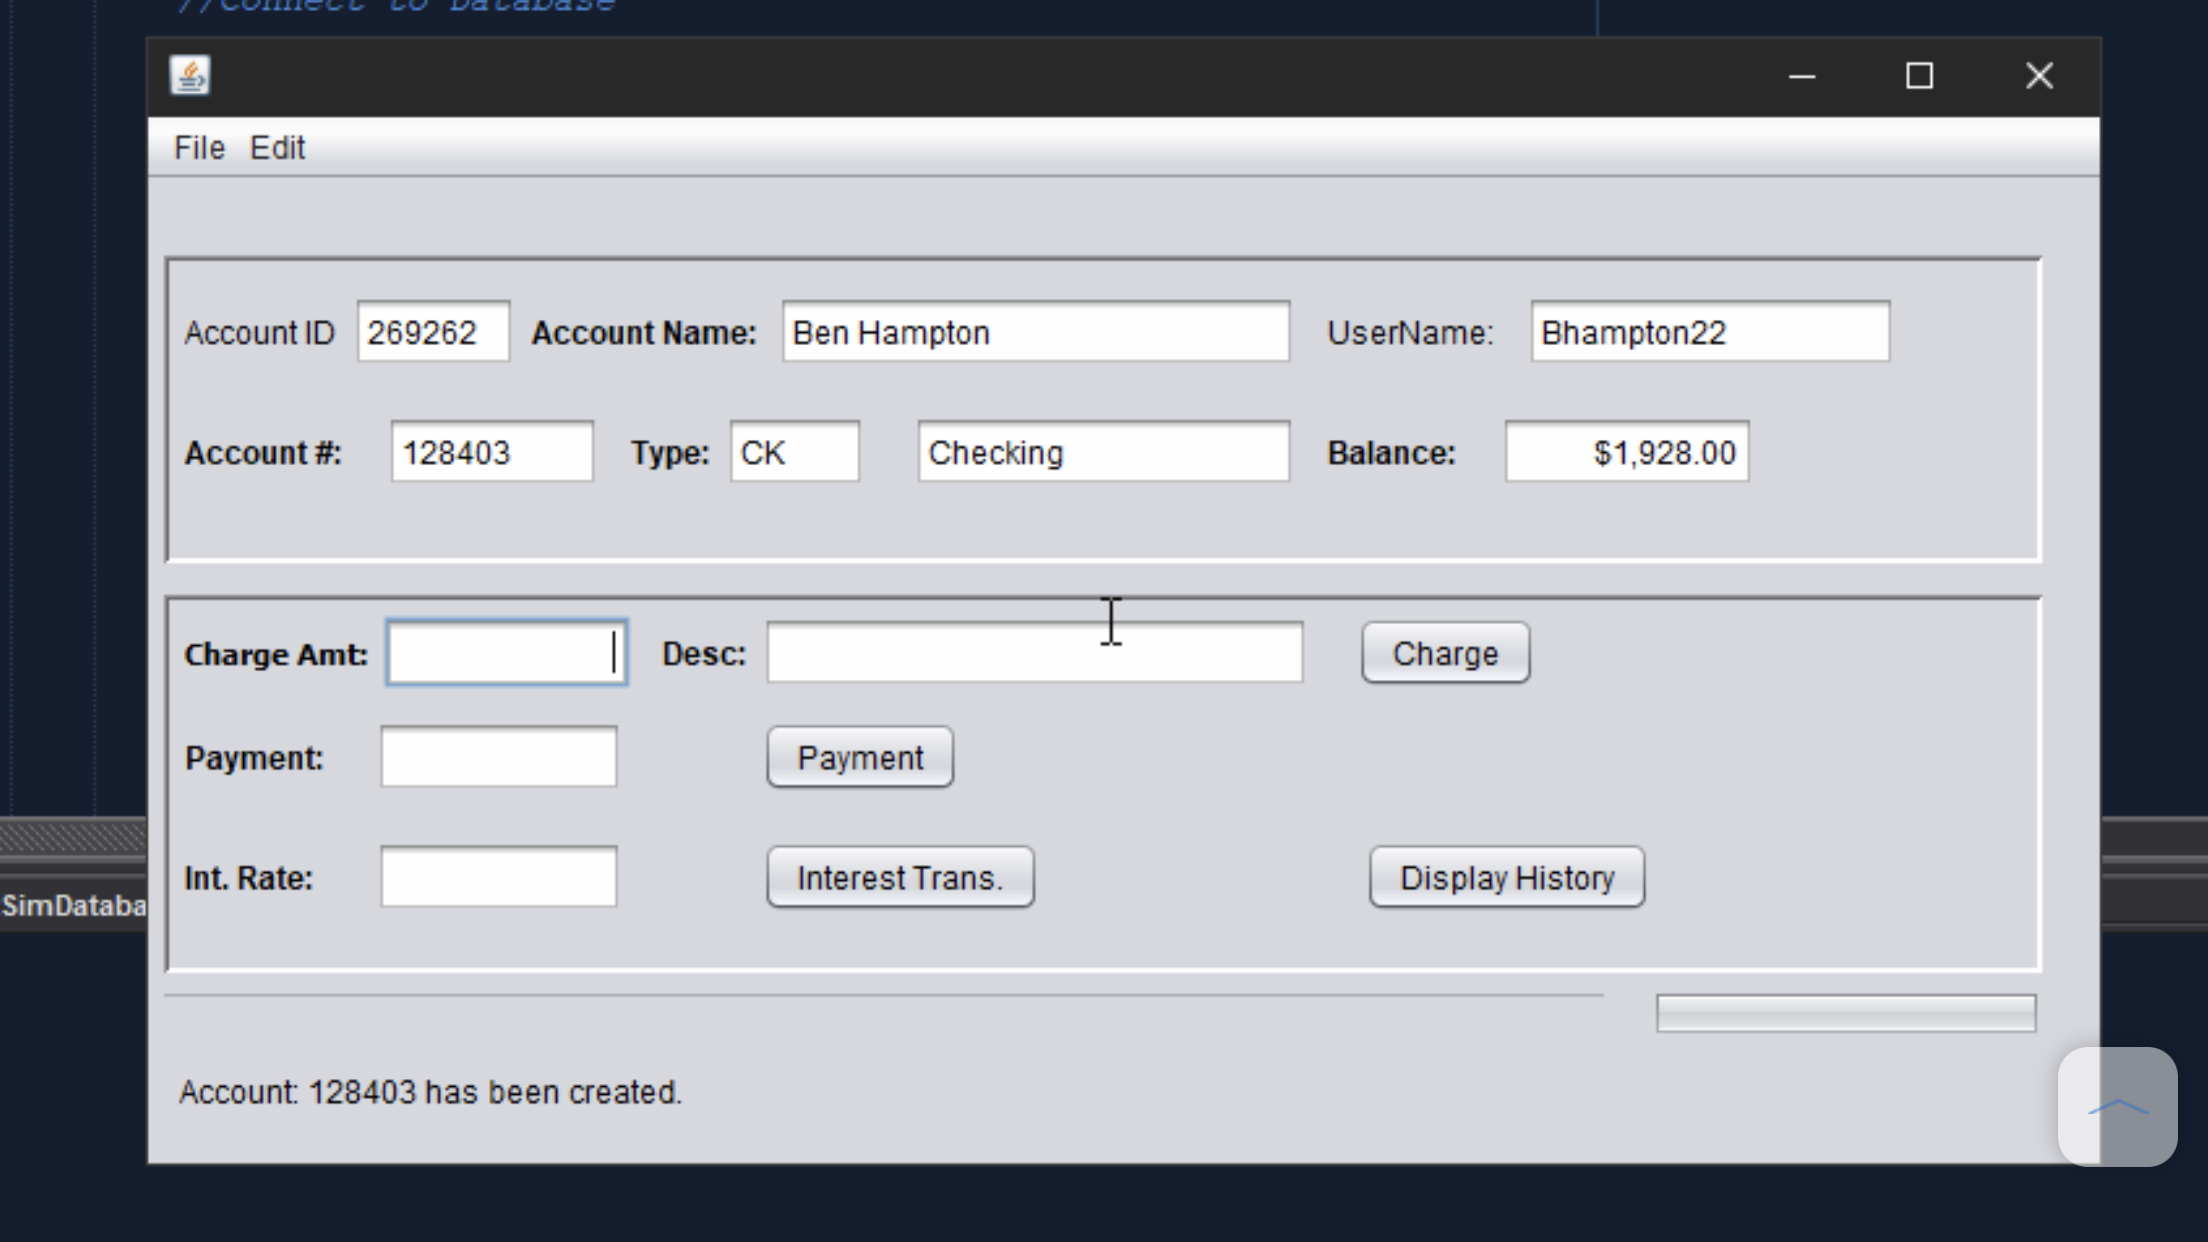 //Connect to Database
File Edit
Account ID 269262 Account Name: Ben Hampton UserName: Bhampton22
Account #: 128403 Type: CK Checking Balance: $1,928.00
Charge Amt: Desc: Charge
Payment: Payment
Int. Rate: Interest Trans. Display History
SimDataba
Account: 128403 has been created.